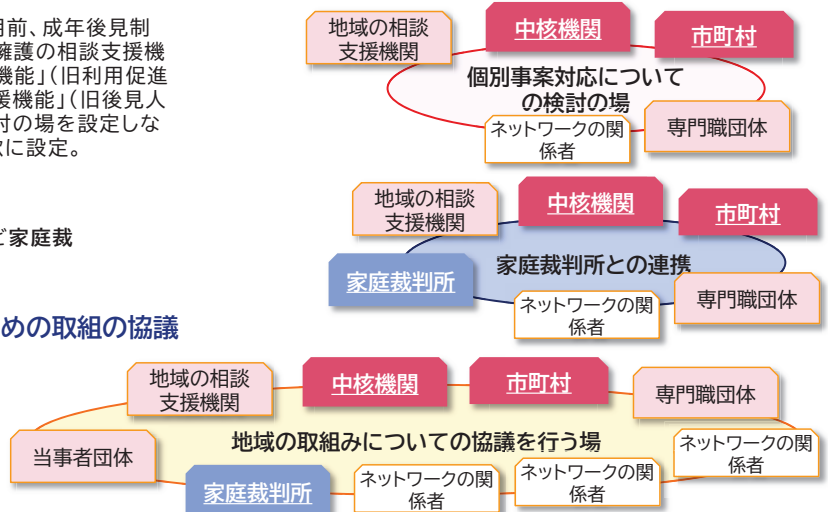 用前、成年後見制
擁護の相談支援機
機能」(旧利用促進
援機能」(旧後見人
討の場を設定しな
に設定。
ど家庭裁
めの取組の協議
地域の相談
支援機関
中核機関
市町村
個別事案対応について
の検討の場
ネットワークの関
係者
専門職団体
地域の相談
支援機関
中核機関
市町村
家庭裁判所
家庭裁判所との連携
ネットワークの関
係者
専門職団体
地域の相談
支援機関
中核機関
市町村
専門職団体
当事者団体
地域の取組みについての協議を行う場
ネットワークの関
係者
家庭裁判所
ネットワークの関
係者
ネットワークの関
係者